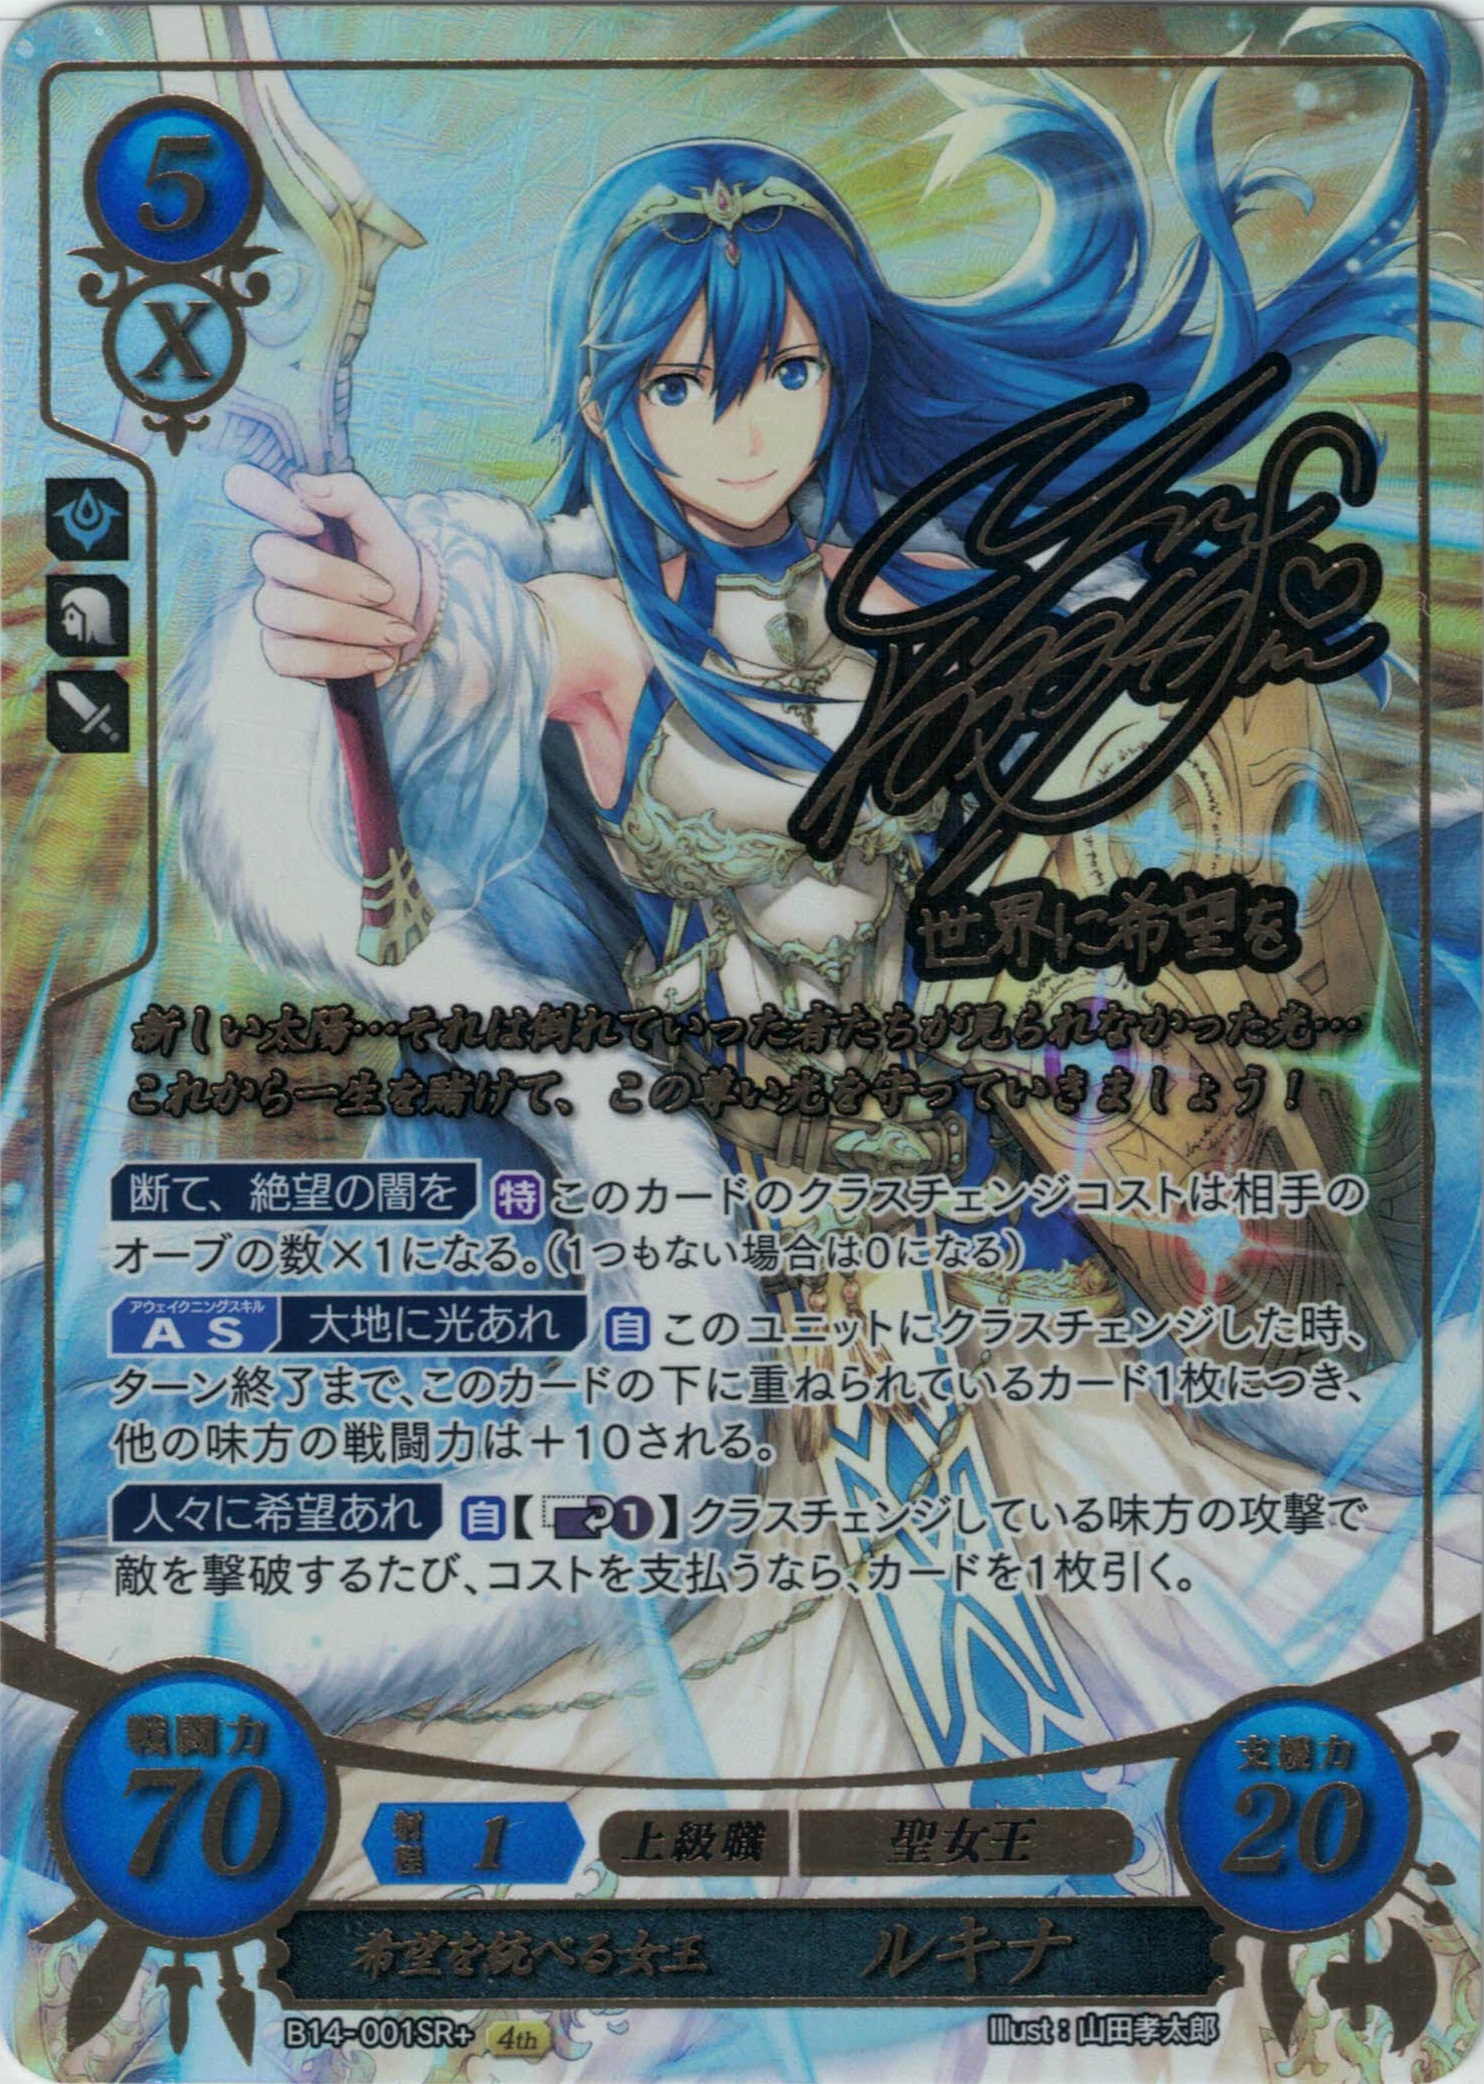 5
X
世界に希望を
新しい太陽…それは倒れていった者たちが見られなかった光…
これから一生を賭けて、この尊い光を守っていきましょう！
断て、絶望の闇を 特 このカードのクラスチェンジコストは相手の
オーブの数×1になる。（1つもない場合は0になる）
アウェイクニングスキル
AS 大地に光あれ 自 このユニットにクラスチェンジした時、
ターン終了まで、このカードの下に重ねられているカード1枚につき、
他の味方の戦闘力は＋10される。
人々に希望あれ 自【1】クラスチェンジしている味方の攻撃で
敵を撃破するたび、コストを支払うなら、カードを1枚引く。
戦闘力
70
射程 1 上級職 聖女王
支援力
20
希望を統べる女王 ルキナ
B14-001SR+ 4th Illust：山田孝太郎